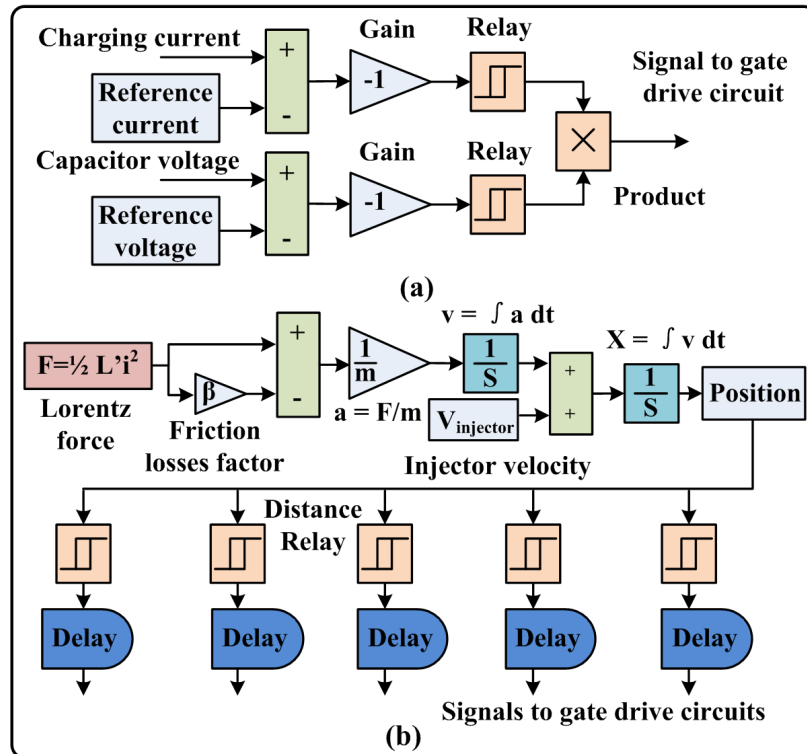 Charging current
+
-
Reference
current
Gain
-1
Relay
Signal to gate
drive circuit
×
Product
Capacitor voltage
+
-
Reference
voltage
Gain
-1
Relay
(a)
F=½ L'i²
Lorentz
force
β
Friction
losses factor
+
-
1
m
a = F/m
v = ∫ a dt
1
S
V injector
Injector velocity
+
+
X = ∫ v dt
1
S
Position
Distance
Relay
Delay
Delay
Delay
Delay
Delay
Signals to gate drive circuits
(b)